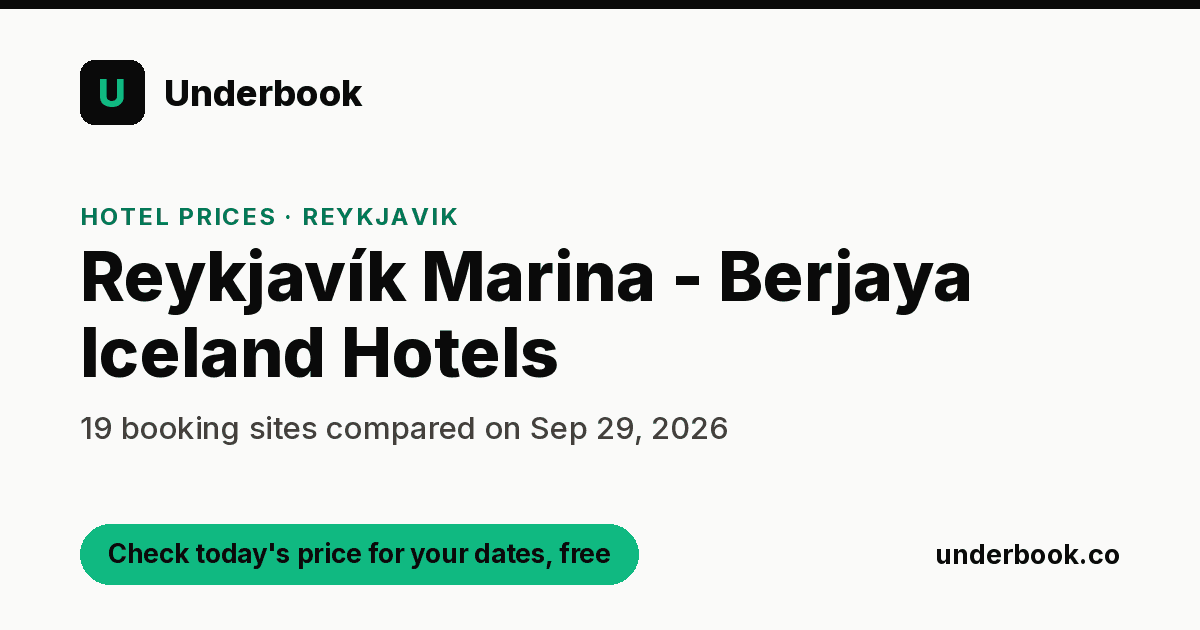 U Underbook
HOTEL PRICES · REYKJAVIK
Reykjavík Marina - Berjaya
Iceland Hotels
19 booking sites compared on Sep 29, 2026
Check today's price for your dates, free
underbook.co